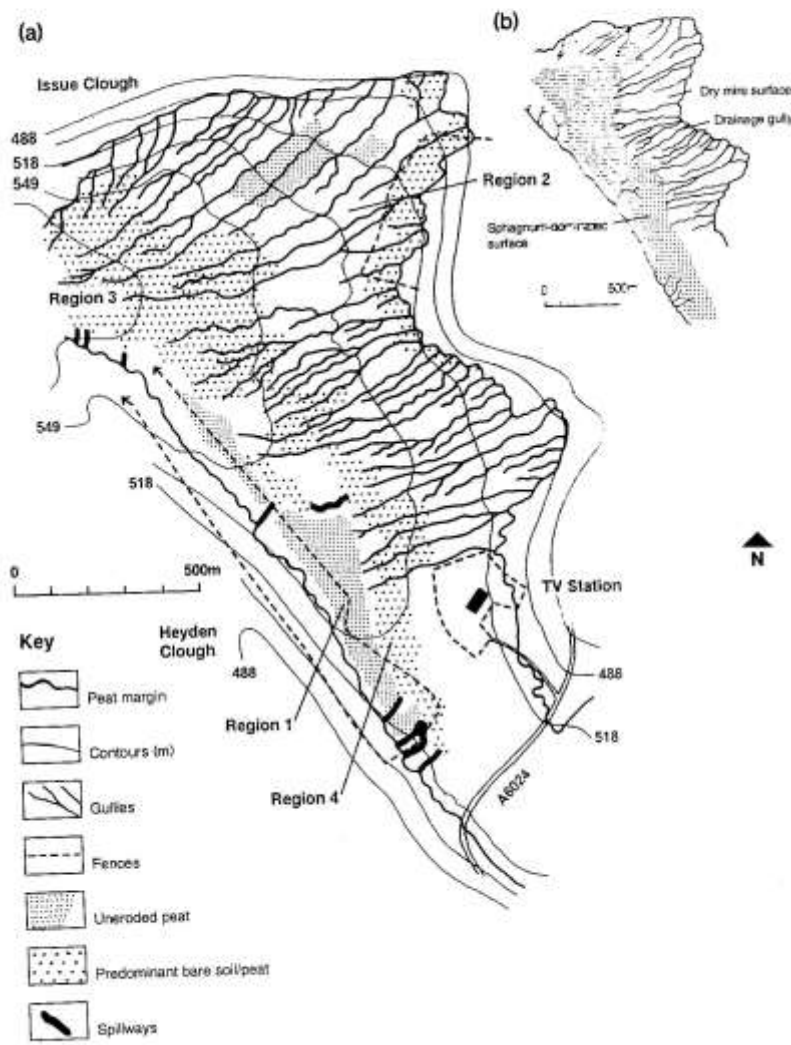 (a)
(b)
Issue Clough
488
518
549
Region 2
Region 3
Dry mire surface
Drainage gully
surface
0 500m
549
518
0 500m
N
TV Station
Heyden
Clough
488
488
518
Region 1
Region 4
A6024
Key
Peat margin
Contours (m)
Gullies
Fences
Uneroded peat
Predominant bare soil/peat
Spillways